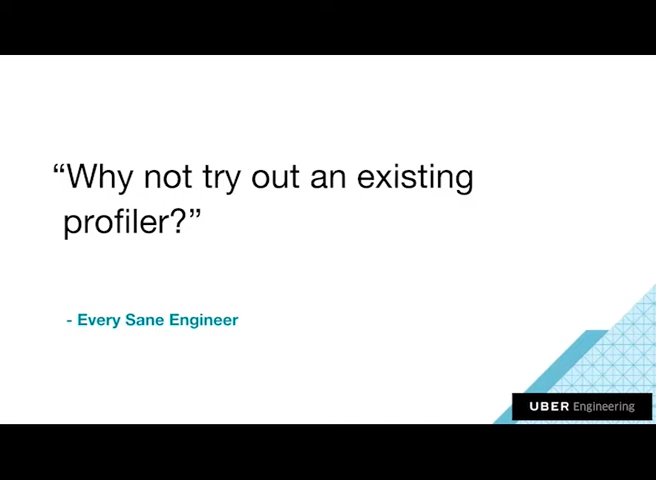 “Why not try out an existing
profiler?”
- Every Sane Engineer
UBER Engineering